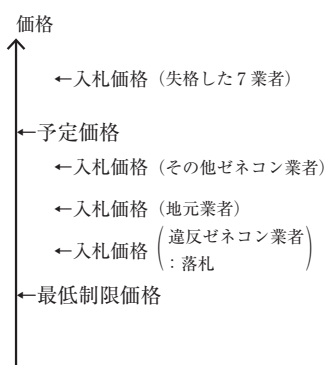 価格
←入札価格（失格した７業者）
←予定価格
←入札価格（その他ゼネコン業者）
←入札価格（地元業者）
←入札価格（違反ゼネコン業者
：落札）
←最低制限価格